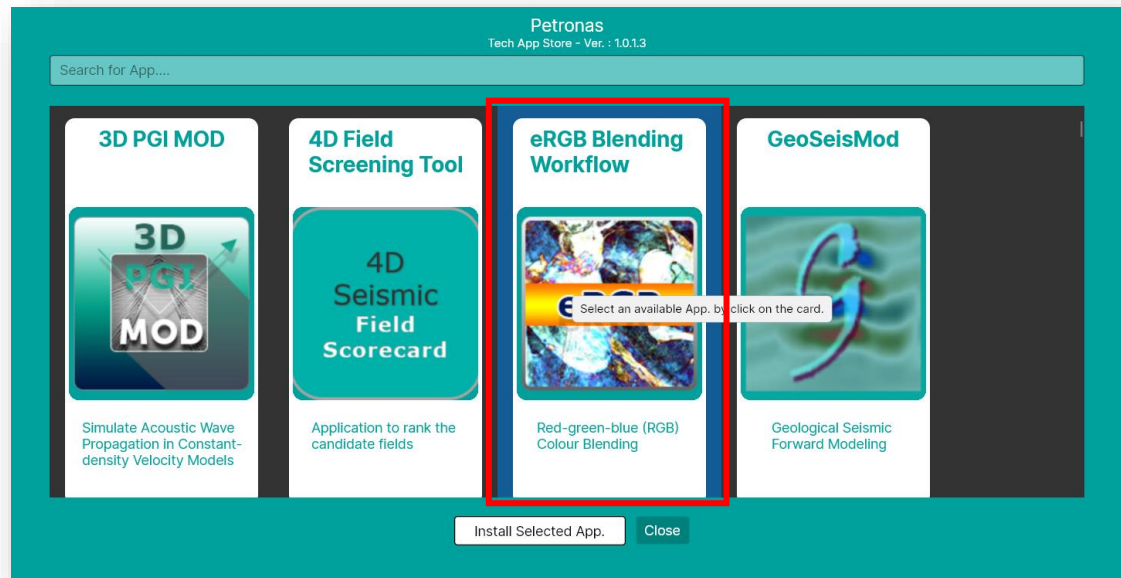 Petronas
Tech App Store - Ver. : 1.0.1.3
Search for App....
3D PGI MOD
3D
PGI
MOD
Simulate Acoustic Wave
Propagation in Constant-
density Velocity Models
4D Field
Screening Tool
4D
Seismic
Field
Scorecard
Application to rank the
candidate fields
eRGB Blending
Workflow
eRGB
Select an available App. by click on the card.
Red-green-blue (RGB)
Colour Blending
GeoSeisMod
Geological Seismic
Forward Modeling
Install Selected App.
Close